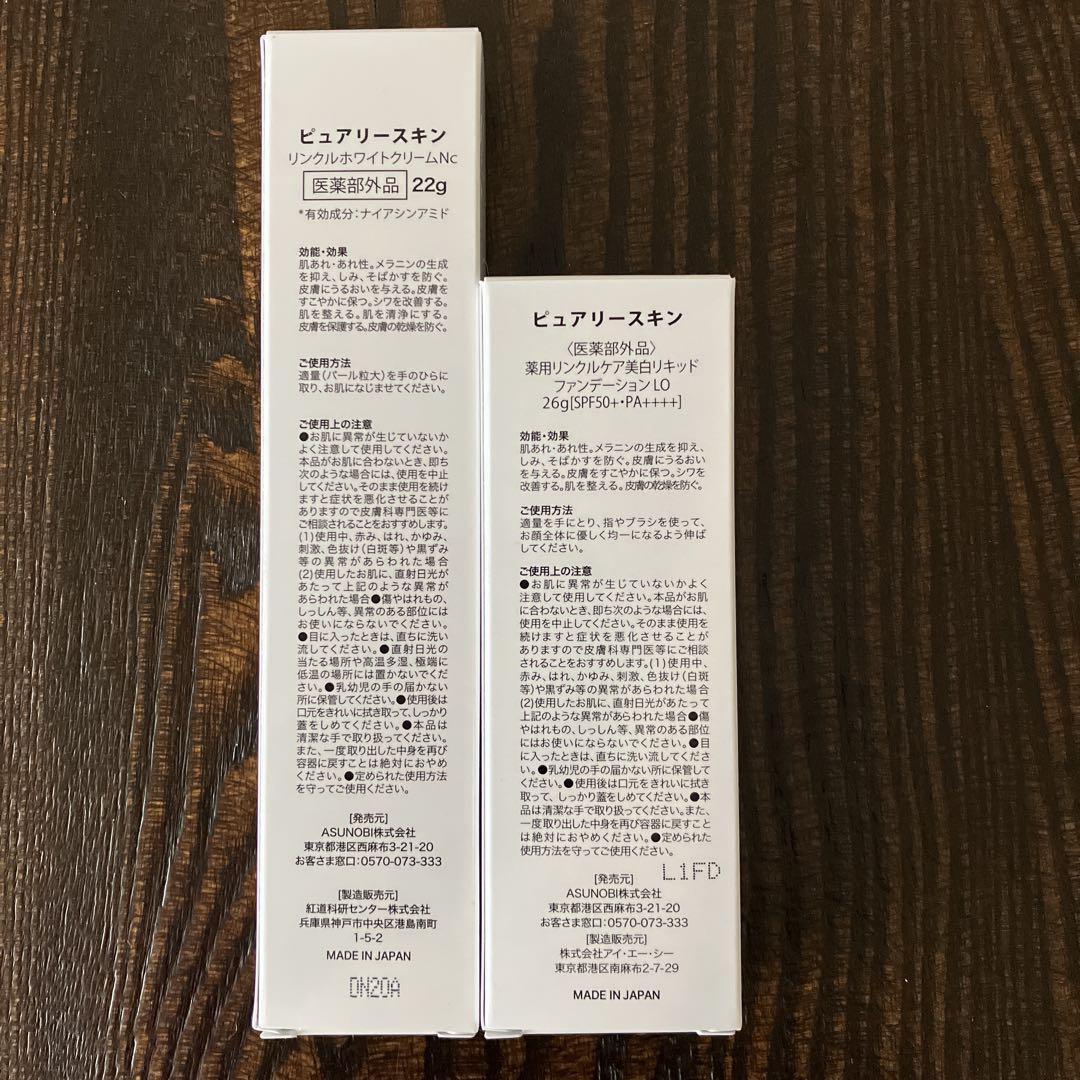 ピュアリースキン
リンクルホワイトクリームNc
医薬部外品 22g
*有効成分：ナイアシンアミド
効能・効果
肌あれ・あれ性。メラニンの生成
を抑え、しみ、そばかすを防ぐ。
皮膚にうるおいを与える。皮膚を
すこやかに保つ。シワを改善する。
肌を整える。肌を清浄にする。
皮膚を保護する。皮膚の乾燥を防ぐ。
ご使用方法
適量（パール粒大）を手のひらに
取り、お肌になじませてください。
ご使用上の注意
●お肌に異常が生じていないか
よく注意して使用してください。
本品がお肌に合わないとき、即ち
次のような場合には、使用を中止
してください。そのまま使用を続け
ますと症状を悪化させることが
ありますので皮膚科専門医等に
ご相談されることをおすすめします。
(1)使用中、赤み、はれ、かゆみ、
刺激、色抜け(白斑等)や黒ずみ
等の異常があらわれた場合
(2)使用したお肌に、直射日光が
あたって上記のような異常が
あらわれた場合●傷やはれもの、
しっしん等、異常のある部位には
お使いにならないでください。
●目に入ったときは、直ちに洗い
流してください。●直射日光の
当たる場所や高温多湿、極端に
低温の場所には置かないでくだ
さい。●乳幼児の手の届かない
所に保管してください。●使用後は
口元をきれいに拭き取って、しっかり
蓋をしめてください。●本品は
清潔な手で取り扱ってください。
また、一度取り出した中身を再び
容器に戻すことは絶対におやめ
ください。●定められた使用方法
を守ってご使用ください。
[発売元]
ASUNOBI株式会社
東京都港区西麻布3-21-20
お客さま窓口：0570-073-333
[製造販売元]
紅道科研センター株式会社
兵庫県神戸市中央区港島南町
1-5-2
MADE IN JAPAN
DN2DA
ピュアリースキン
〈医薬部外品〉
薬用リンクルケア美白リキッド
ファンデーション LO
26g[SPF50+・PA++++]
効能・効果
肌あれ・あれ性。メラニンの生成を抑え、
しみ、そばかすを防ぐ。皮膚にうるおい
を与える。皮膚をすこやかに保つ。シワを
改善する。肌を整える。皮膚の乾燥を防ぐ。
ご使用方法
適量を手にとり、指やブラシを使って、
お顔全体に優しく均一になるよう伸ば
してください。
ご使用上の注意
●お肌に異常が生じていないかよく
注意して使用してください。本品がお肌
に合わないとき、即ち次のような場合には、
使用を中止してください。そのまま使用を
続けますと症状を悪化させることが
ありますので皮膚科専門医等にご相談
されることをおすすめします。(1)使用中、
赤み、はれ、かゆみ、刺激、色抜け(白斑
等)や黒ずみ等の異常があらわれた場合
(2)使用したお肌に、直射日光があたって
上記のような異常があらわれた場合●傷
やはれもの、しっしん等、異常のある部位
にはお使いにならないでください。●目
に入ったときは、直ちに洗い流してくださ
い。●乳幼児の手の届かない所に保管して
ください。●使用後は口元をきれいに拭き
取って、しっかり蓋をしめてください。●本
品は清潔な手で取り扱ってください。また、
一度取り出した中身を再び容器に戻すこと
は絶対におやめください。●定められた
使用方法を守ってご使用ください。
L1FD
[発売元]
ASUNOBI株式会社
東京都港区西麻布3-21-20
お客さま窓口：0570-073-333
[製造販売元]
株式会社アイ・エー・シー
東京都港区南麻布2-7-29
MADE IN JAPAN